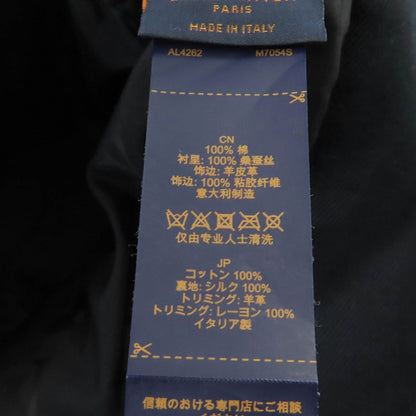 PARIS
MADE IN ITALY
AL4262 M7054S
CN
100% 棉
衬里: 100% 桑蚕丝
饰边: 羊皮革
饰边: 100% 粘胶纤维
意大利制造
仅由专业人士清洗
JP
コットン 100%
裏地: シルク 100%
トリミング: 羊革
トリミング: レーヨン 100%
イタリア製
信頼のおける専門店にご相談